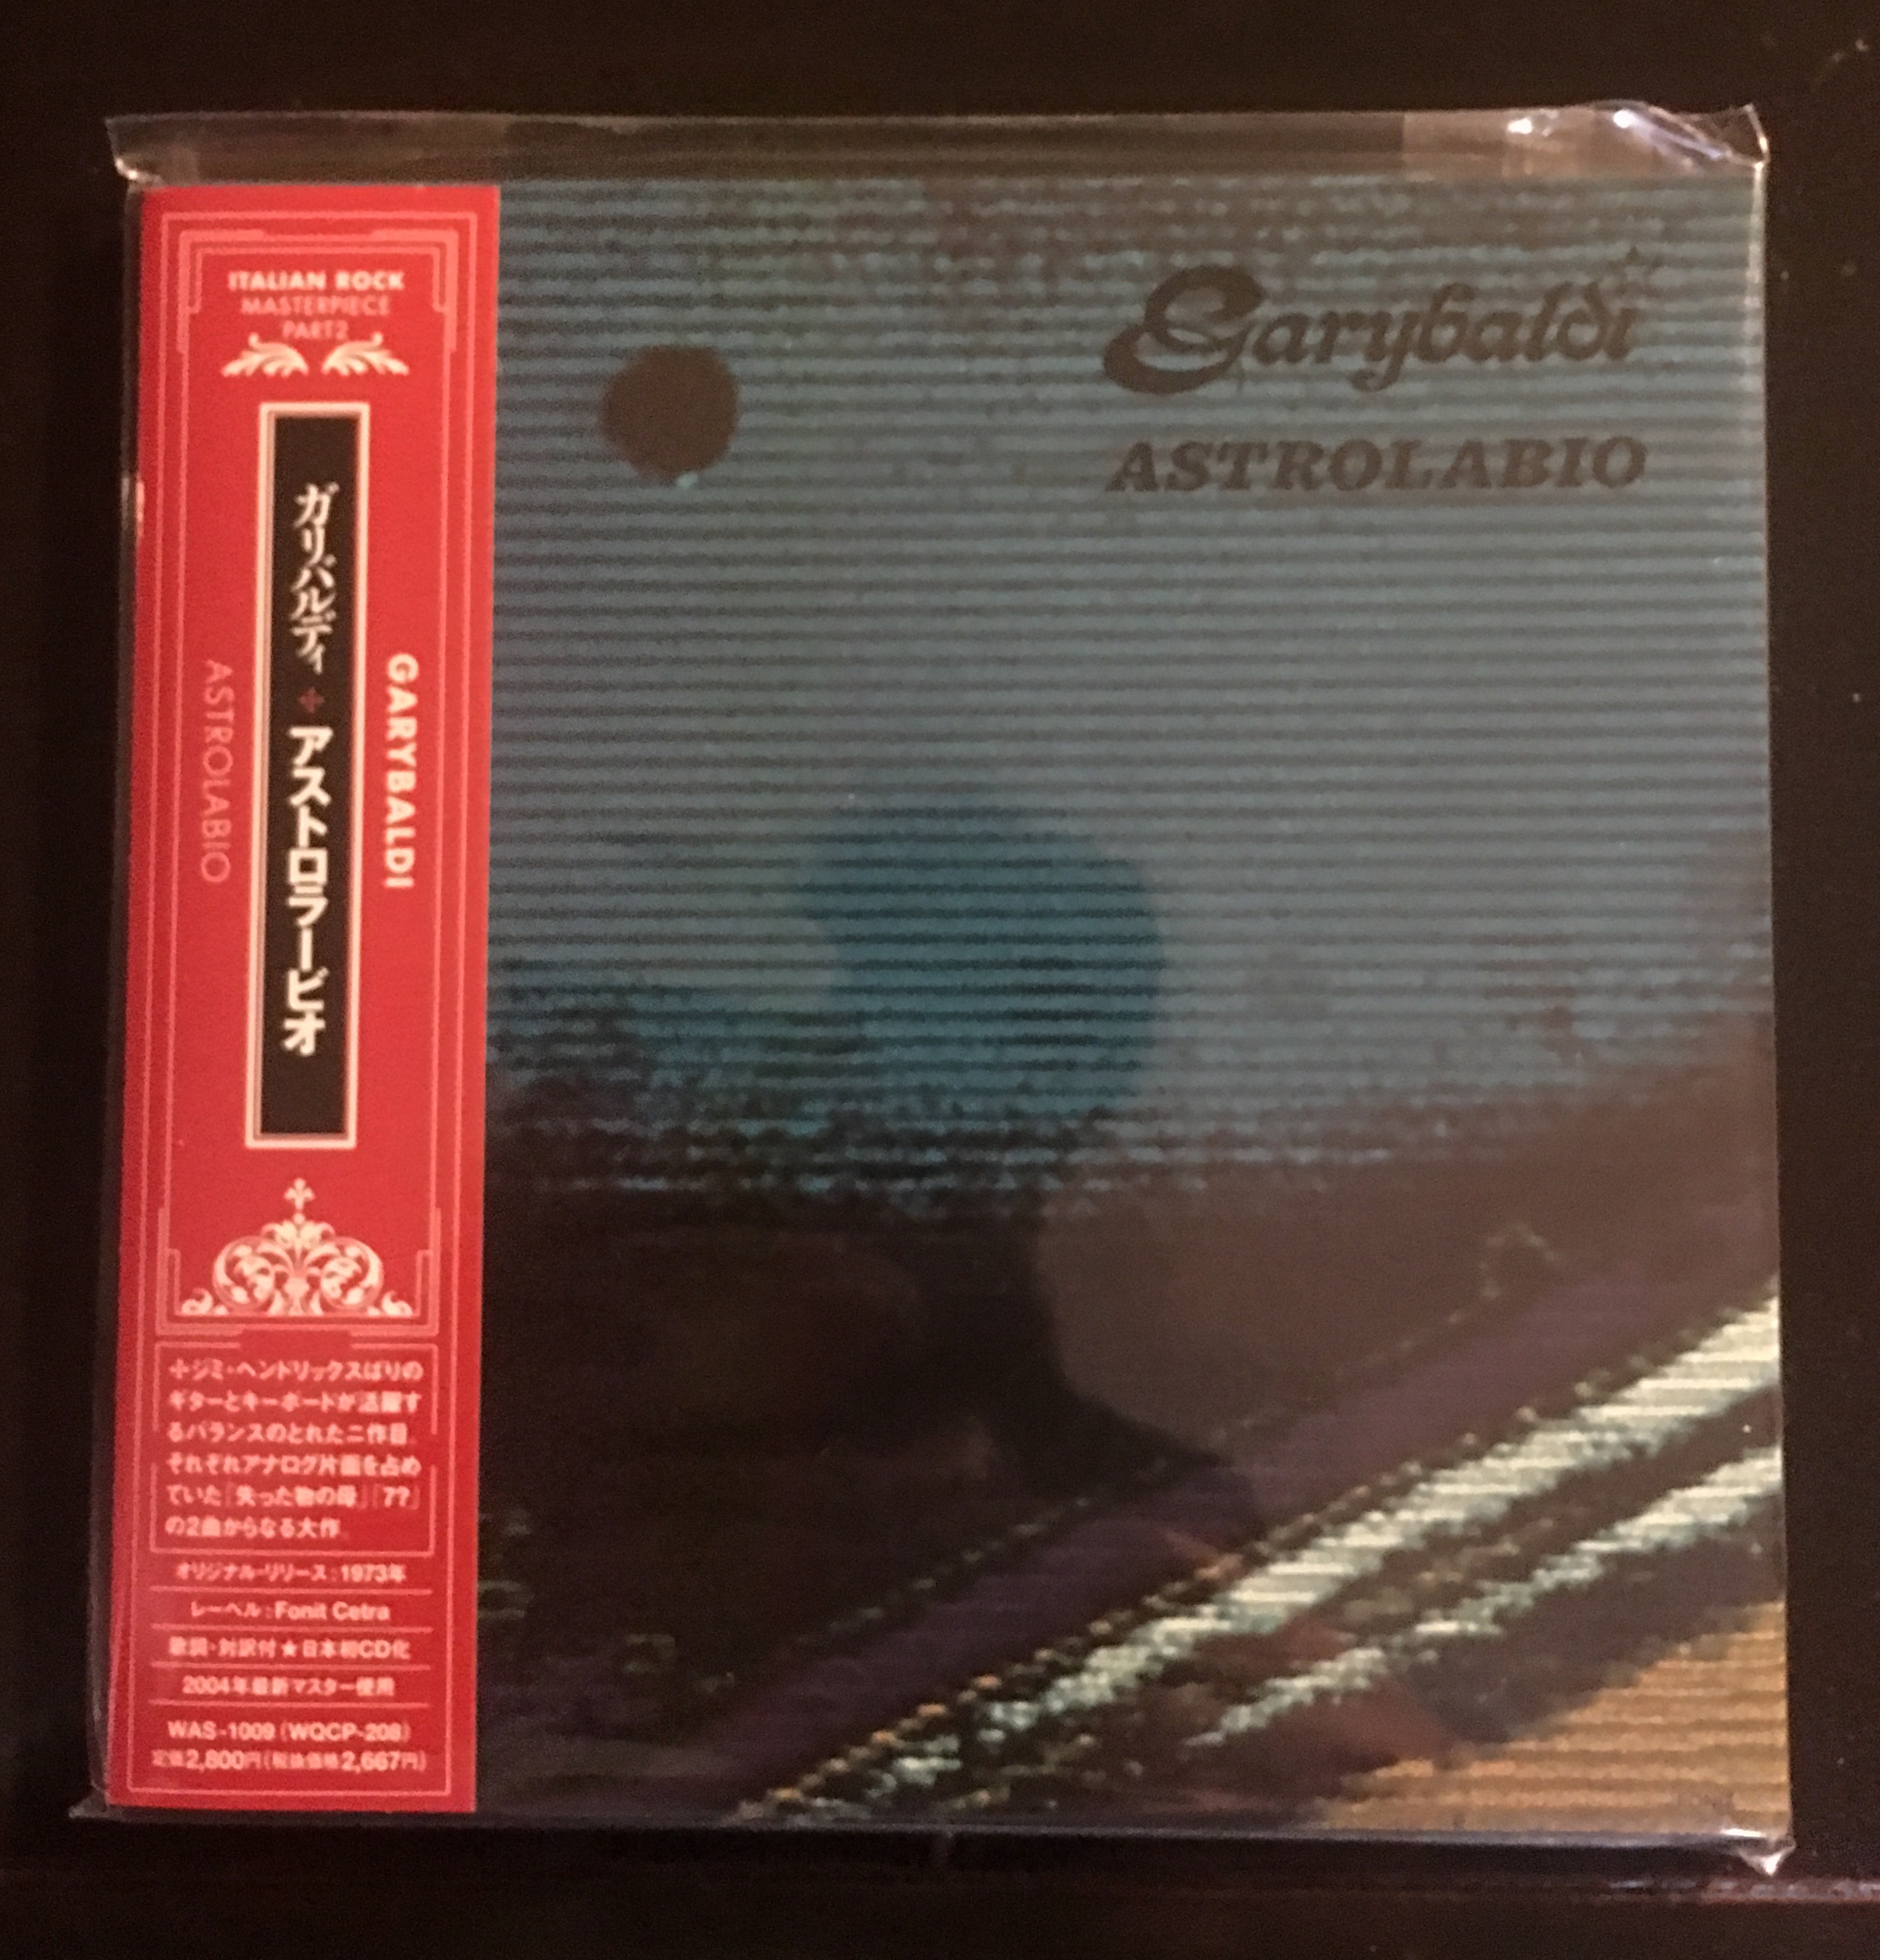 ITALIAN ROCK
MASTERPIECE
PART2
GARYBALDI
ガリバルディ✢アストロラービオ
ASTROLABIO
✢ジミ・ヘンドリックスばりの
ギターとキーボードが活躍す
るバランスのとれた二作目。
それぞれアナログ片面を占め
ていた「失った物の母」「7?」
の2曲からなる大作。
オリジナル・リリース：1973年
レーベル：Fonit Cetra
歌詞・対訳付★日本初CD化
2004年最新マスター使用
WAS-1009 (WQCP-208)
定価2,800円(税抜価格2,667円)
Garybaldi
ASTROLABIO